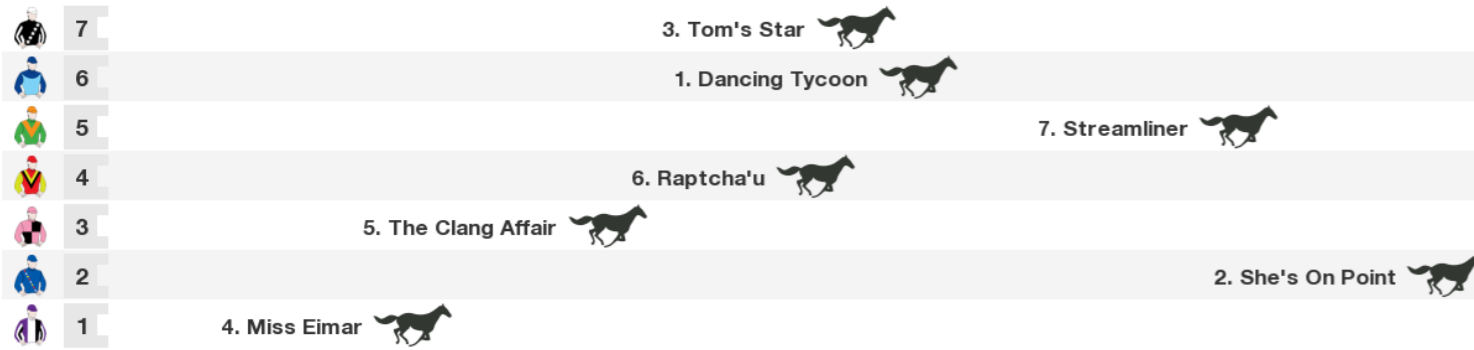 7 3. Tom's Star
6 1. Dancing Tycoon
5 7. Streamliner
4 6. Raptcha'u
3 5. The Clang Affair
2 2. She's On Point
1 4. Miss Eimar